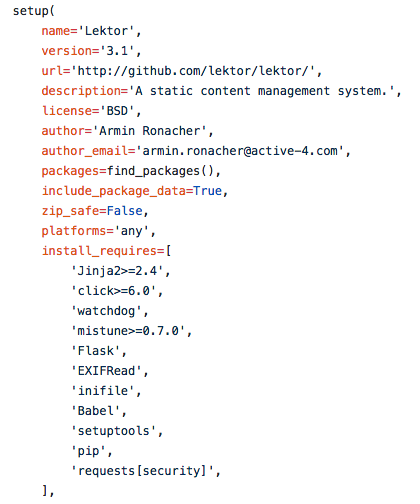 setup(
    name='Lektor',
    version='3.1',
    url='http://github.com/lektor/lektor/',
    description='A static content management system.',
    license='BSD',
    author='Armin Ronacher',
    author_email='armin.ronacher@active-4.com',
    packages=find_packages(),
    include_package_data=True,
    zip_safe=False,
    platforms='any',
    install_requires=[
        'Jinja2>=2.4',
        'click>=6.0',
        'watchdog',
        'mistune>=0.7.0',
        'Flask',
        'EXIFRead',
        'inifile',
        'Babel',
        'setuptools',
        'pip',
        'requests[security]',
    ],